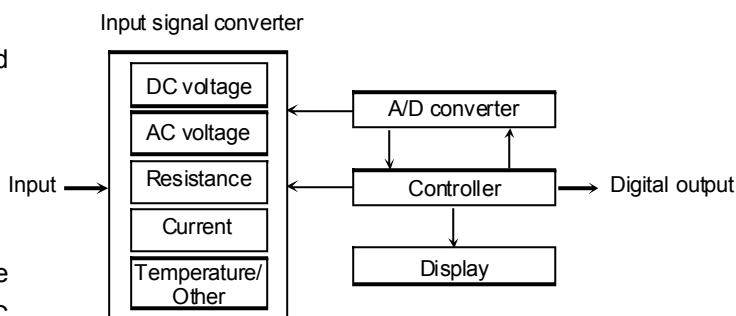 Input signal converter
d
DC voltage
A/D converter
AC voltage
Input
Resistance
Controller
Digital output
Current
Temperature/
Other
Display
e